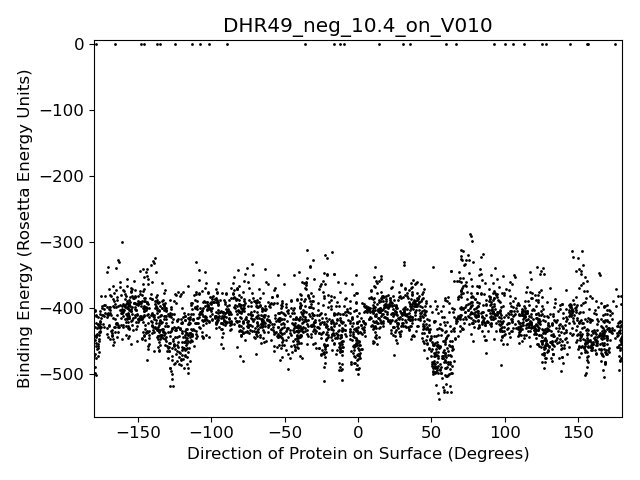 DHR49_neg_10.4_on_V010
Binding Energy (Rosetta Energy Units)
0
−100
−200
−300
−400
−500
−150 −100 −50 0 50 100 150
Direction of Protein on Surface (Degrees)